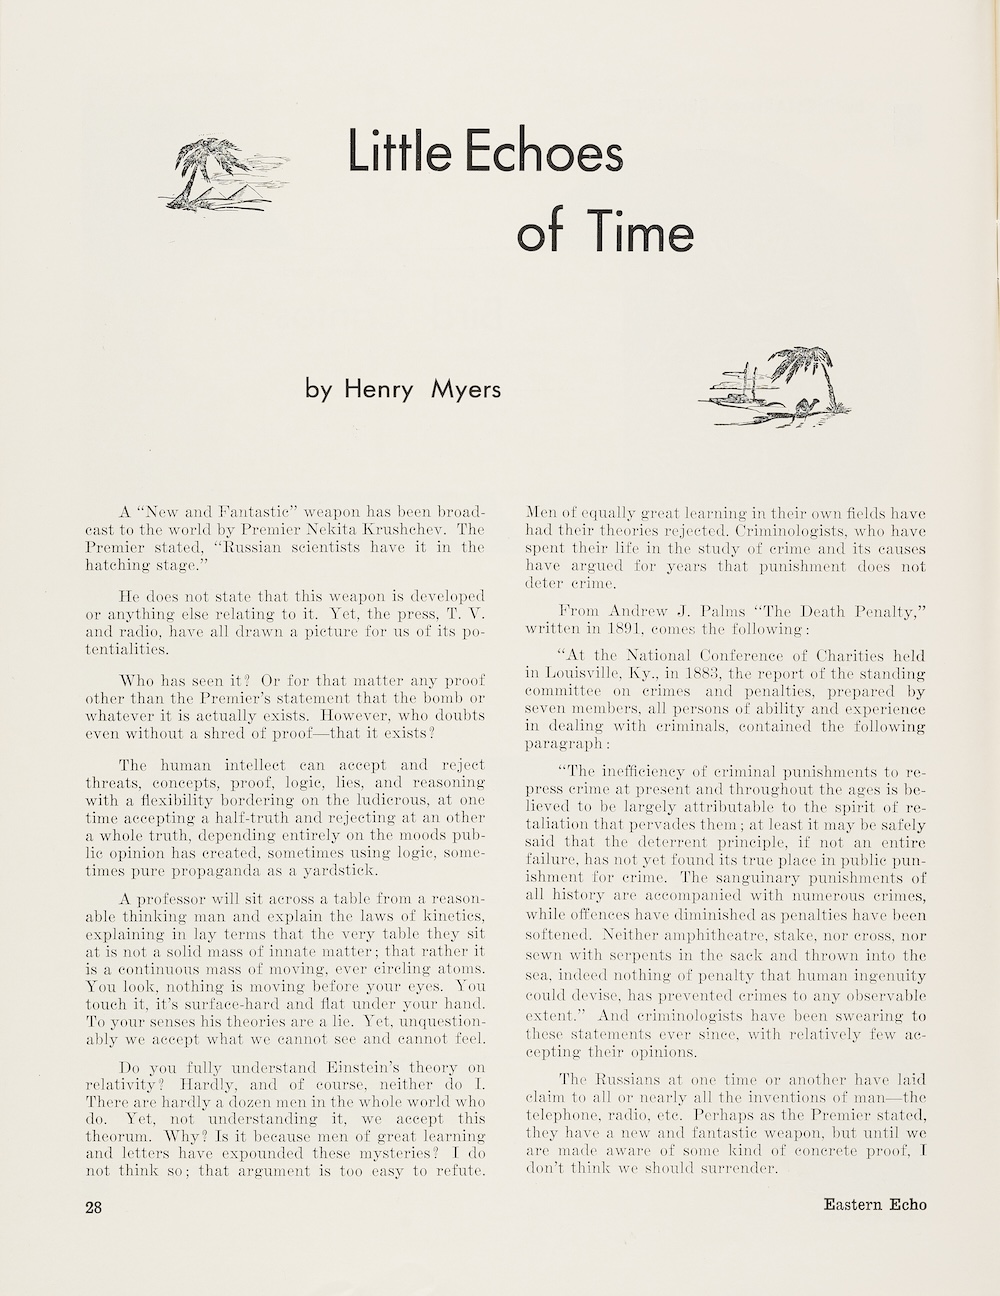 Little Echoes
of Time
by Henry Myers
A “New and Fantastic” weapon has been broad-
cast to the world by Premier Nekita Krushchev. The
Premier stated, “Russian scientists have it in the
hatching stage.”
He does not state that this weapon is developed
or anything else relating to it. Yet, the press, T. V.
and radio, have all drawn a picture for us of its po-
tentialities.
Who has seen it? Or for that matter any proof
other than the Premier’s statement that the bomb or
whatever it is actually exists. However, who doubts
even without a shred of proof—that it exists?
The human intellect can accept and reject
threats, concepts, proof, logic, lies, and reasoning
with a flexibility bordering on the ludicrous, at one
time accepting a half-truth and rejecting at an other
a whole truth, depending entirely on the moods pub-
lic opinion has created, sometimes using logic, some-
times pure propaganda as a yardstick.
A professor will sit across a table from a reason-
able thinking man and explain the laws of kinetics,
explaining in lay terms that the very table they sit
at is not a solid mass of innate matter; that rather it
is a continuous mass of moving, ever circling atoms.
You look, nothing is moving before your eyes. You
touch it, it’s surface-hard and flat under your hand.
To your senses his theories are a lie. Yet, unquestion-
ably we accept what we cannot see and cannot feel.
Do you fully understand Einstein’s theory on
relativity? Hardly, and of course, neither do I.
There are hardly a dozen men in the whole world who
do. Yet, not understanding it, we accept this
theorum. Why? Is it because men of great learning
and letters have expounded these mysteries? I do
not think so; that argument is too easy to refute.
Men of equally great learning in their own fields have
had their theories rejected. Criminologists, who have
spent their life in the study of crime and its causes
have argued for years that punishment does not
deter crime.
From Andrew J. Palms “The Death Penalty,”
written in 1891, comes the following:
“At the National Conference of Charities held
in Louisville, Ky., in 1883, the report of the standing
committee on crimes and penalties, prepared by
seven members, all persons of ability and experience
in dealing with criminals, contained the following
paragraph:
“The inefficiency of criminal punishments to re-
press crime at present and throughout the ages is be-
lieved to be largely attributable to the spirit of re-
taliation that pervades them; at least it may be safely
said that the deterrent principle, if not an entire
failure, has not yet found its true place in public pun-
ishment for crime. The sanguinary punishments of
all history are accompanied with numerous crimes,
while offences have diminished as penalties have been
softened. Neither amphitheatre, stake, nor cross, nor
sewn with serpents in the sack and thrown into the
sea, indeed nothing of penalty that human ingenuity
could devise, has prevented crimes to any observable
extent.” And criminologists have been swearing to
these statements ever since, with relatively few ac-
cepting their opinions.
The Russians at one time or another have laid
claim to all or nearly all the inventions of man—the
telephone, radio, etc. Perhaps as the Premier stated,
they have a new and fantastic weapon, but until we
are made aware of some kind of concrete proof, I
don’t think we should surrender.
28
Eastern Echo